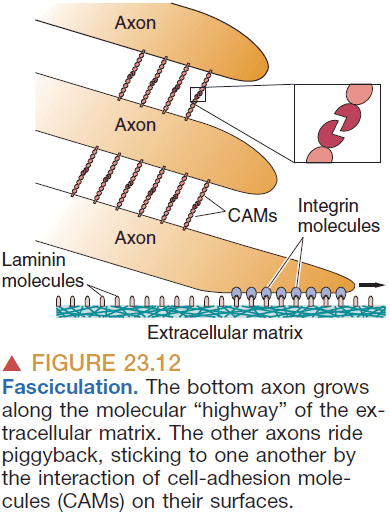 Axon
Axon
CAMs
Integrin
molecules
Axon
Laminin
molecules
Extracellular matrix
▲ FIGURE 23.12
Fasciculation. The bottom axon grows
along the molecular “highway” of the ex-
tracellular matrix. The other axons ride
piggyback, sticking to one another by
the interaction of cell-adhesion mole-
cules (CAMs) on their surfaces.